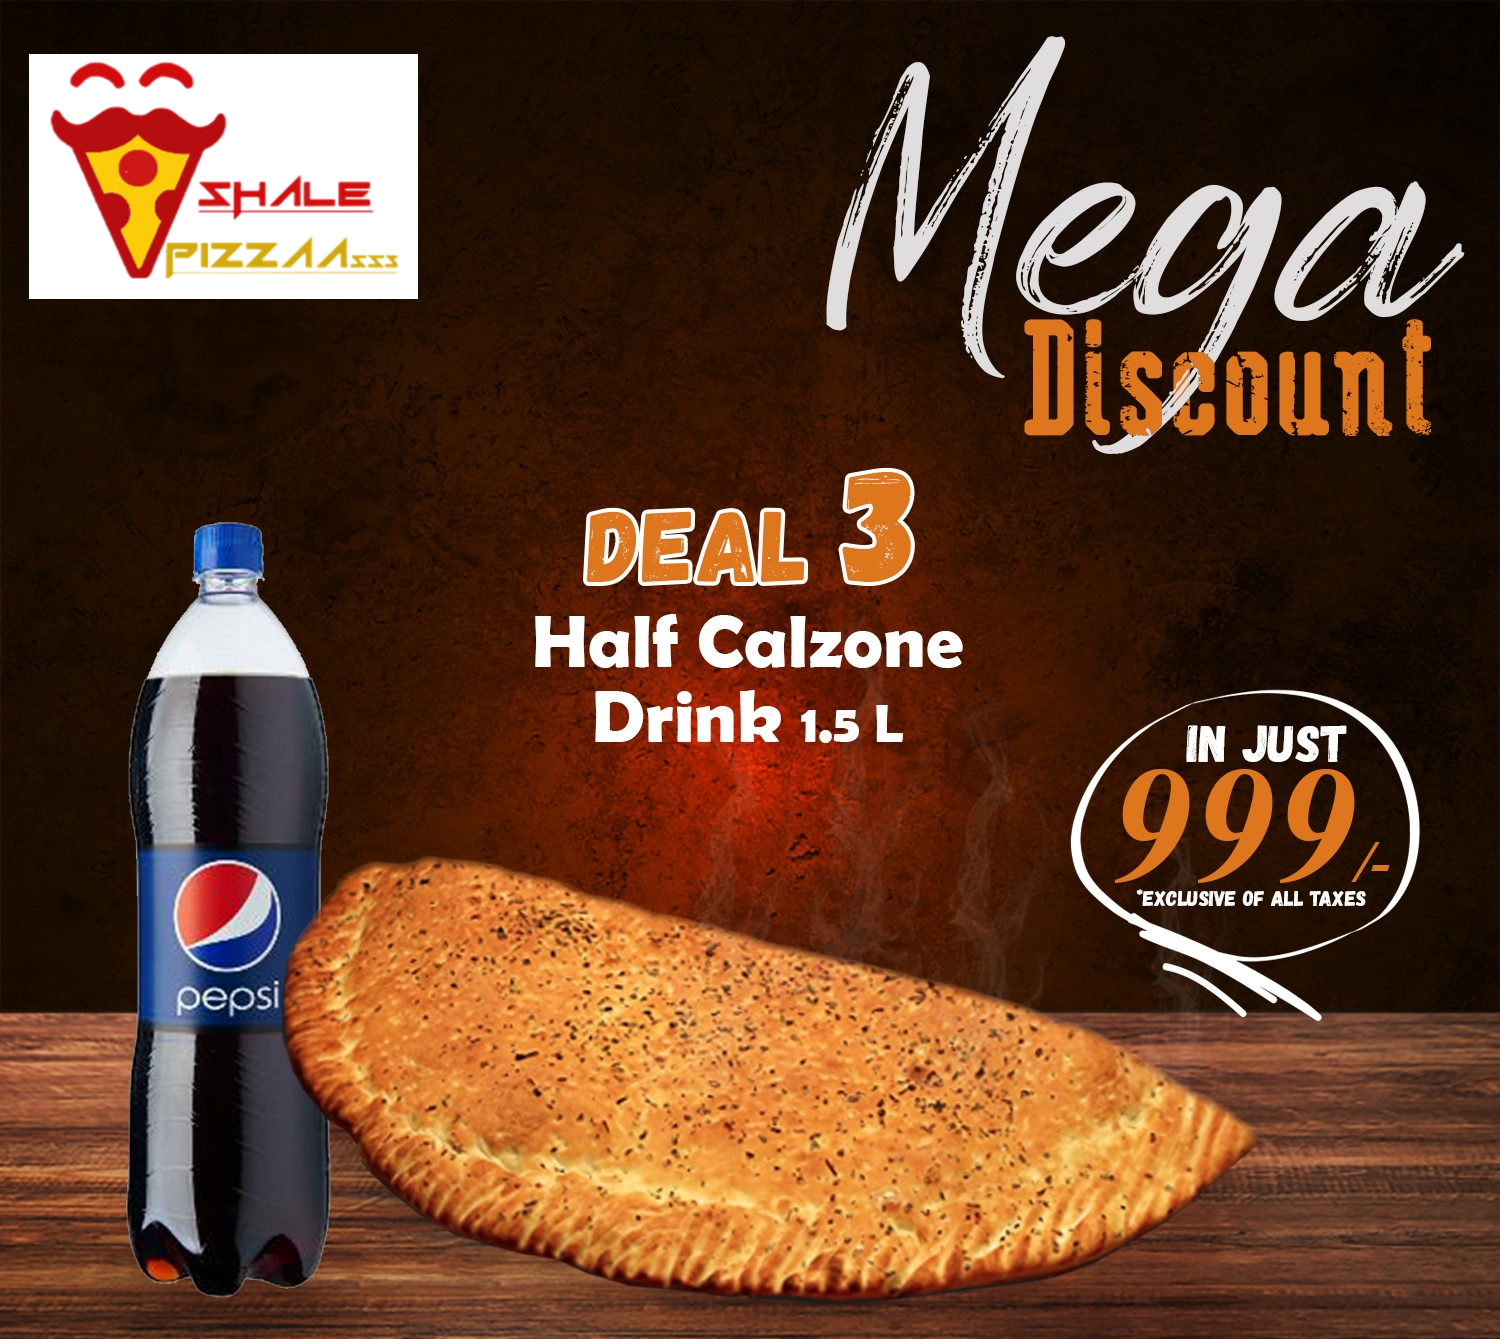 SHALE
PIZZAAsss
Mega
Discount
DEAL 3
Half Calzone
Drink 1.5 L
IN JUST
999/-
*EXCLUSIVE OF ALL TAXES
pepsi